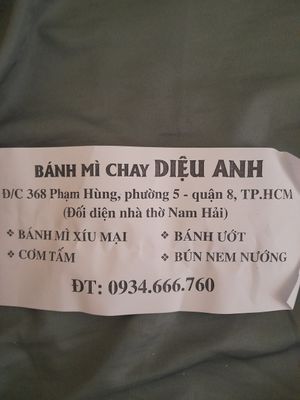 BÁNH MÌ CHAY DIỆU ANH
Đ/C 368 Phạm Hùng, phường 5 - quận 8, TP.HCM
(Đối diện nhà thờ Nam Hải)
❖ BÁNH MÌ XÍU MẠI ❖ BÁNH ƯỚT
❖ CƠM TẤM ❖ BÚN NEM NƯỚNG
ĐT: 0934.666.760